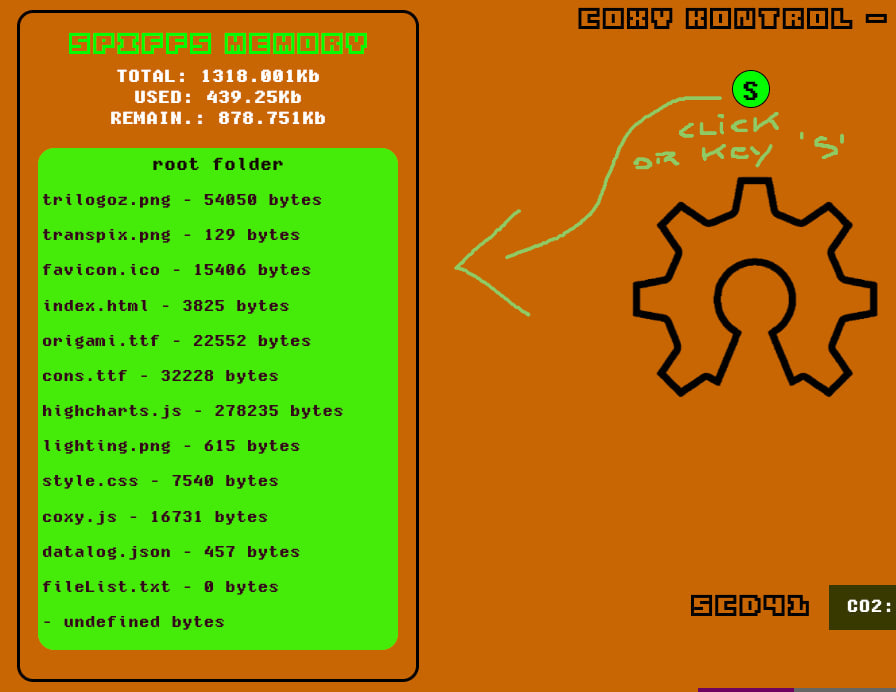 SPIFFS MEMORY
TOTAL: 1318.001Kb
USED: 439.25Kb
REMAIN.: 878.751Kb
root folder
trilogoz.png - 54050 bytes
transpix.png - 129 bytes
favicon.ico - 15406 bytes
index.html - 3825 bytes
origami.ttf - 22552 bytes
cons.ttf - 32228 bytes
highcharts.js - 278235 bytes
lighting.png - 615 bytes
style.css - 7540 bytes
coxy.js - 16731 bytes
datalog.json - 457 bytes
fileList.txt - 0 bytes
- undefined bytes
COXY KONTROL -
S
CLiCK
OR KEY 'S'
SCD41
CO2: